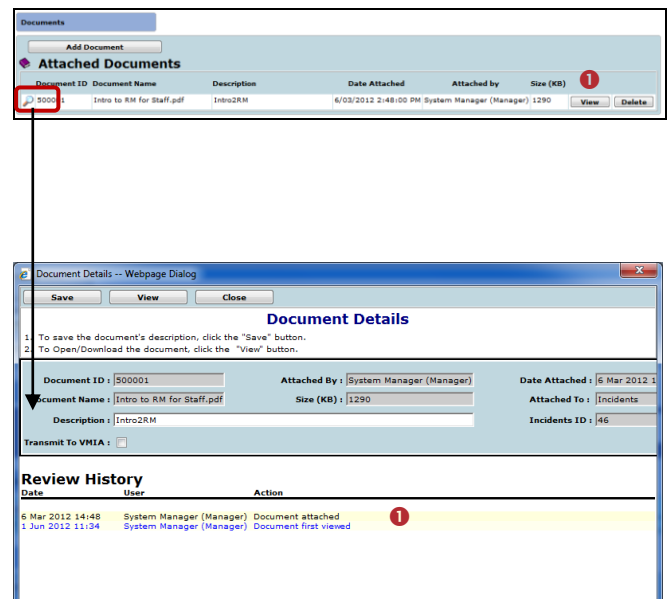 Documents
Add Document
Attached Documents
Document ID Document Name Description Date Attached Attached by Size (KB) 1
500001 Intro to RM for Staff.pdf Intro2RM 6/03/2012 2:48:00 PM System Manager (Manager) 1290 View Delete
Document Details -- Webpage Dialog x
Save View Close
Document Details
1. To save the document's description, click the "Save" button.
2. To Open/Download the document, click the "View" button.
Document ID : 500001 Attached By : System Manager (Manager) Date Attached : 6 Mar 2012 1
Document Name : Intro to RM for Staff.pdf Size (KB) : 1290 Attached To : Incidents
Description : Intro2RM Incidents ID : 46
Transmit To VMIA :
Review History
Date User Action
6 Mar 2012 14:48 System Manager (Manager) Document attached 1
1 Jun 2012 11:34 System Manager (Manager) Document first viewed